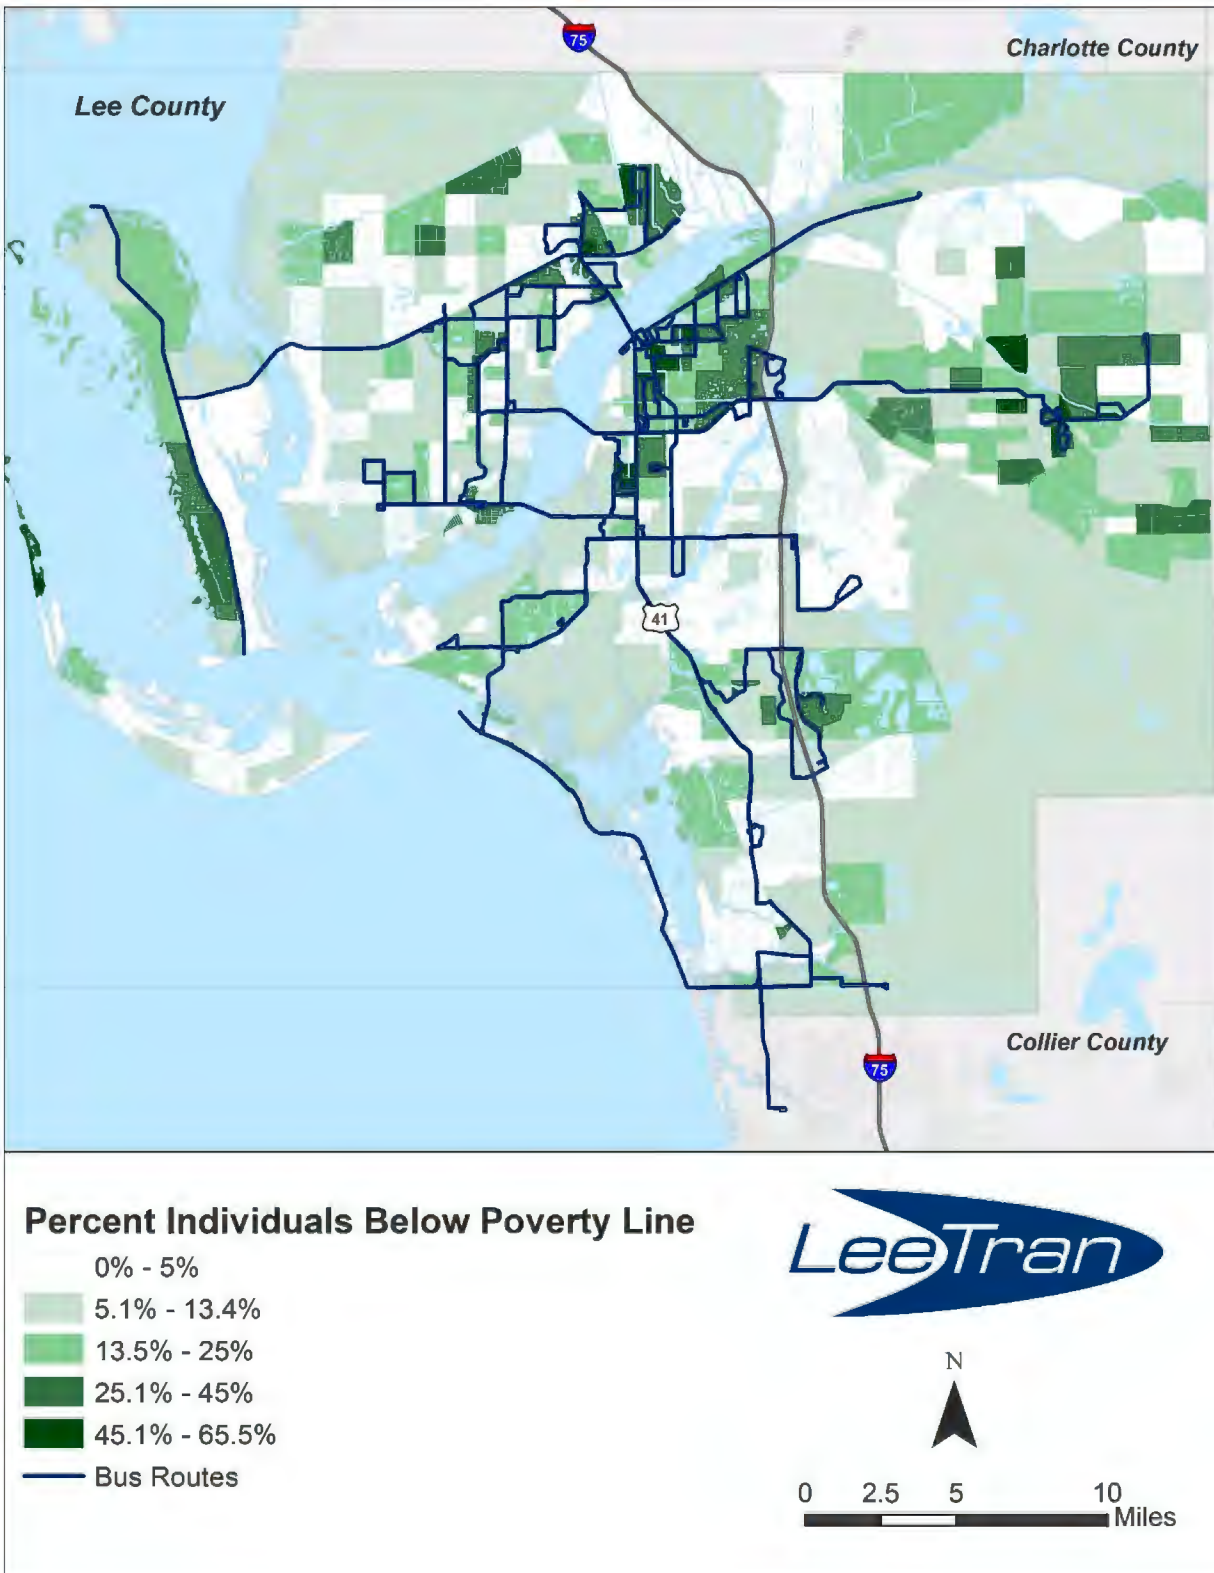 75
Charlotte County
Lee County
41
Collier County
75
Percent Individuals Below Poverty Line
0% - 5%
5.1% - 13.4%
13.5% - 25%
25.1% - 45%
45.1% - 65.5%
Bus Routes
LeeTran
N
0 2.5 5 10
Miles